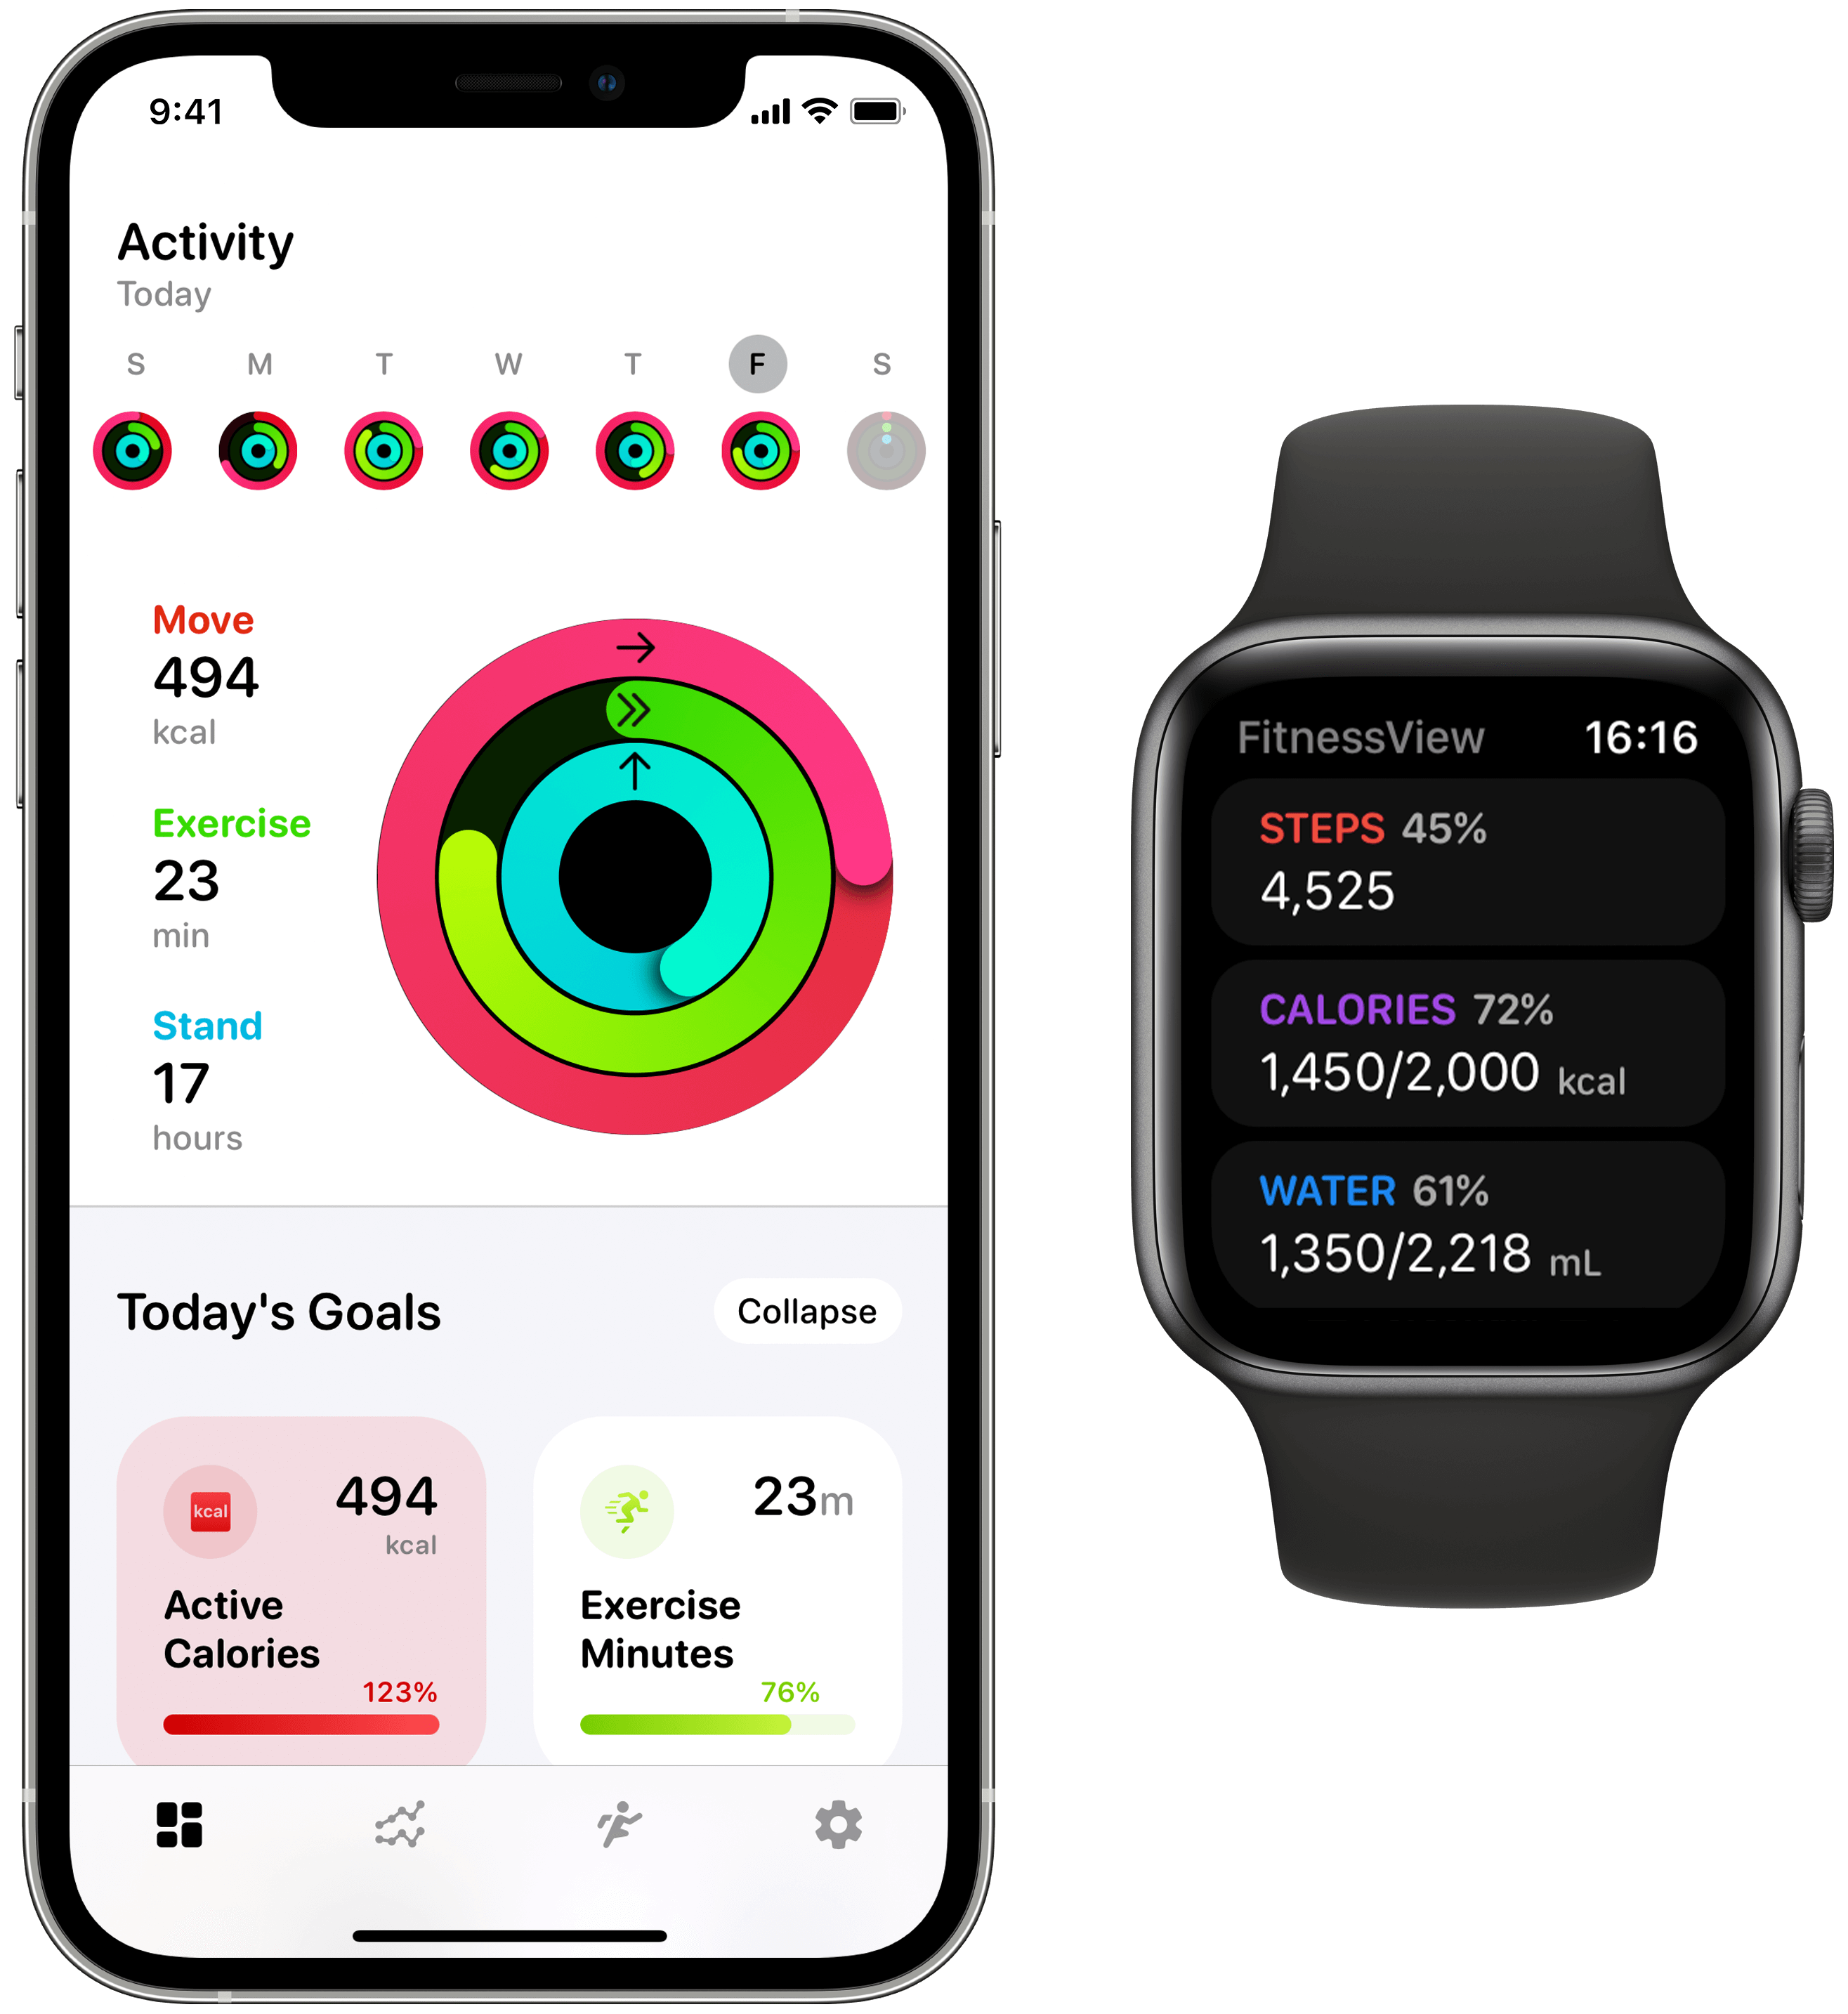 9:41
Activity
Today
S M T W T F S
Move
494
kcal
Exercise
23
min
Stand
17
hours
Today's Goals
Collapse
kcal
494
kcal
Active
Calories
123%
23m
Exercise
Minutes
76%
FitnessView 16:16
STEPS 45%
4,525
CALORIES 72%
1,450/2,000 kcal
WATER 61%
1,350/2,218 mL